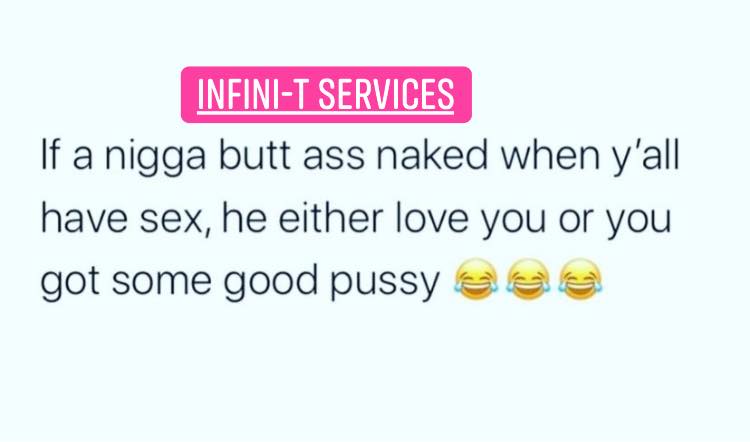 INFINI-T SERVICES
If a nigga butt ass naked when y’all
have sex, he either love you or you
got some good pussy 😂😂😂